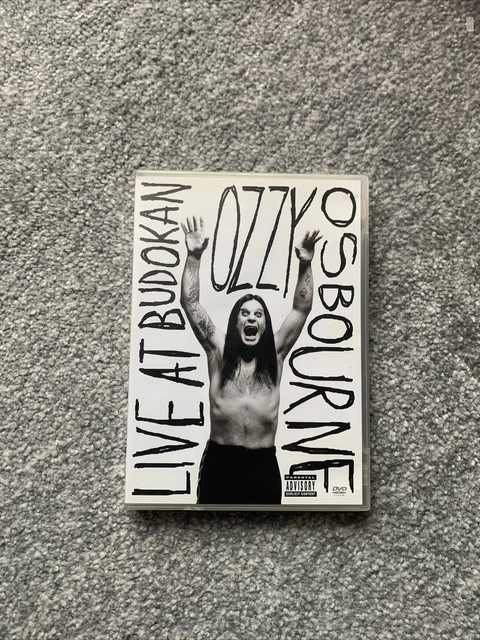 LIVE AT BUDOKAN
OZZY
OSBOURNE
PARENTAL
ADVISORY
EXPLICIT CONTENT
DVD